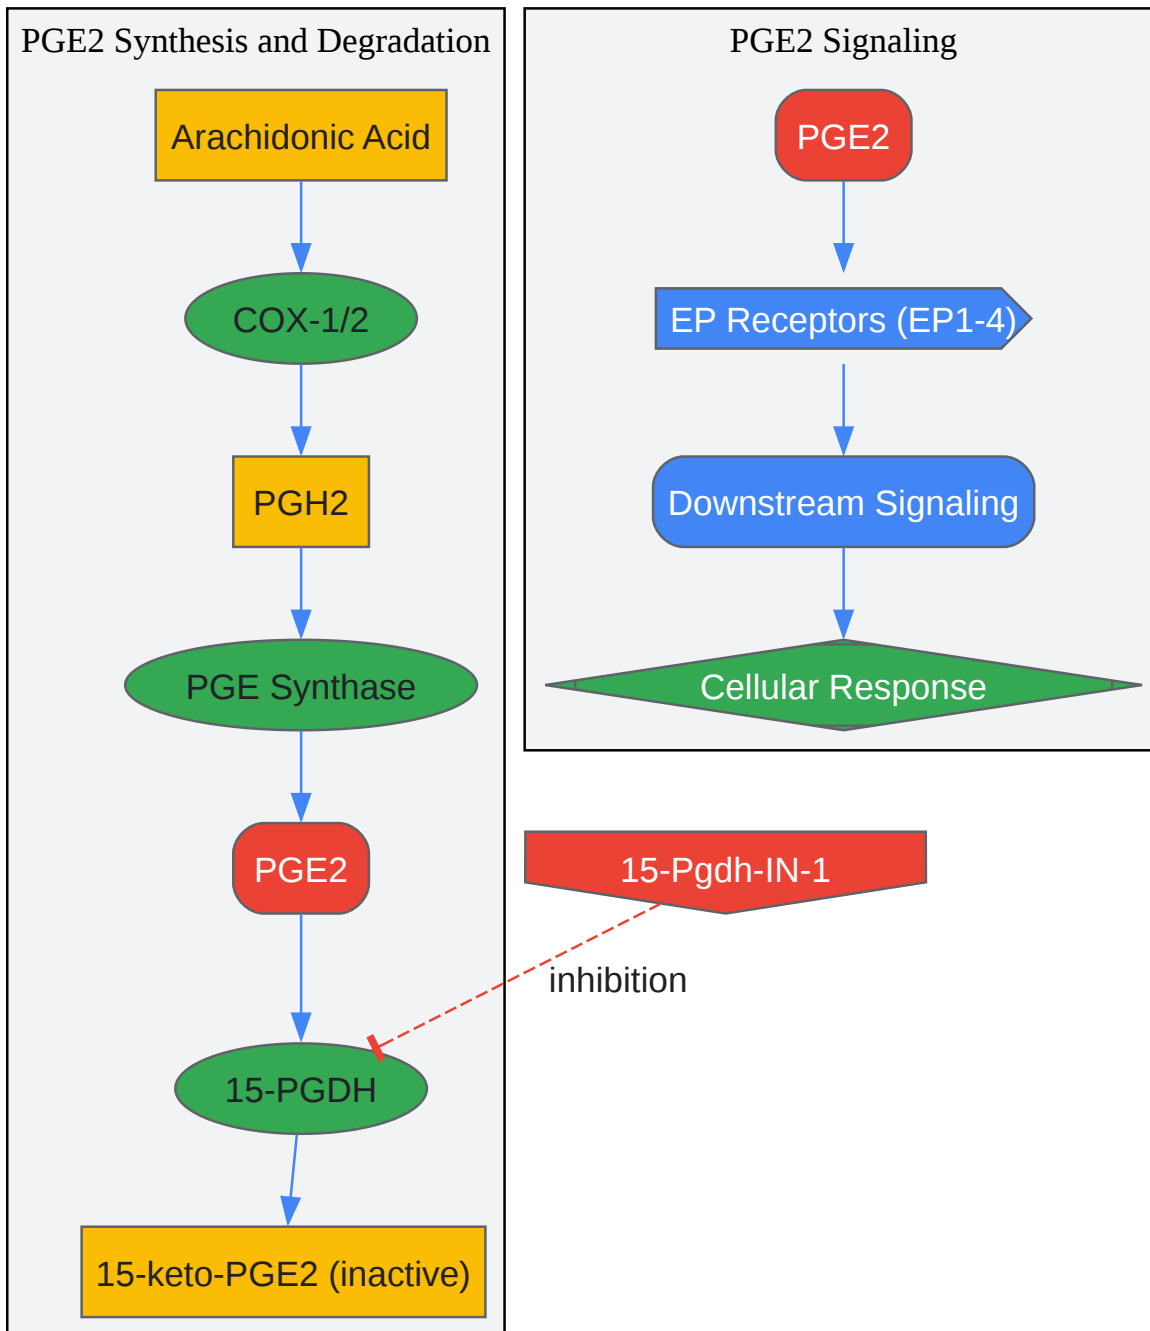 PGE2 Synthesis and Degradation
Arachidonic Acid
COX-1/2
PGH2
PGE Synthase
PGE2
15-PGDH
15-keto-PGE2 (inactive)
PGE2 Signaling
PGE2
EP Receptors (EP1-4)
Downstream Signaling
Cellular Response
15-Pgdh-IN-1
inhibition